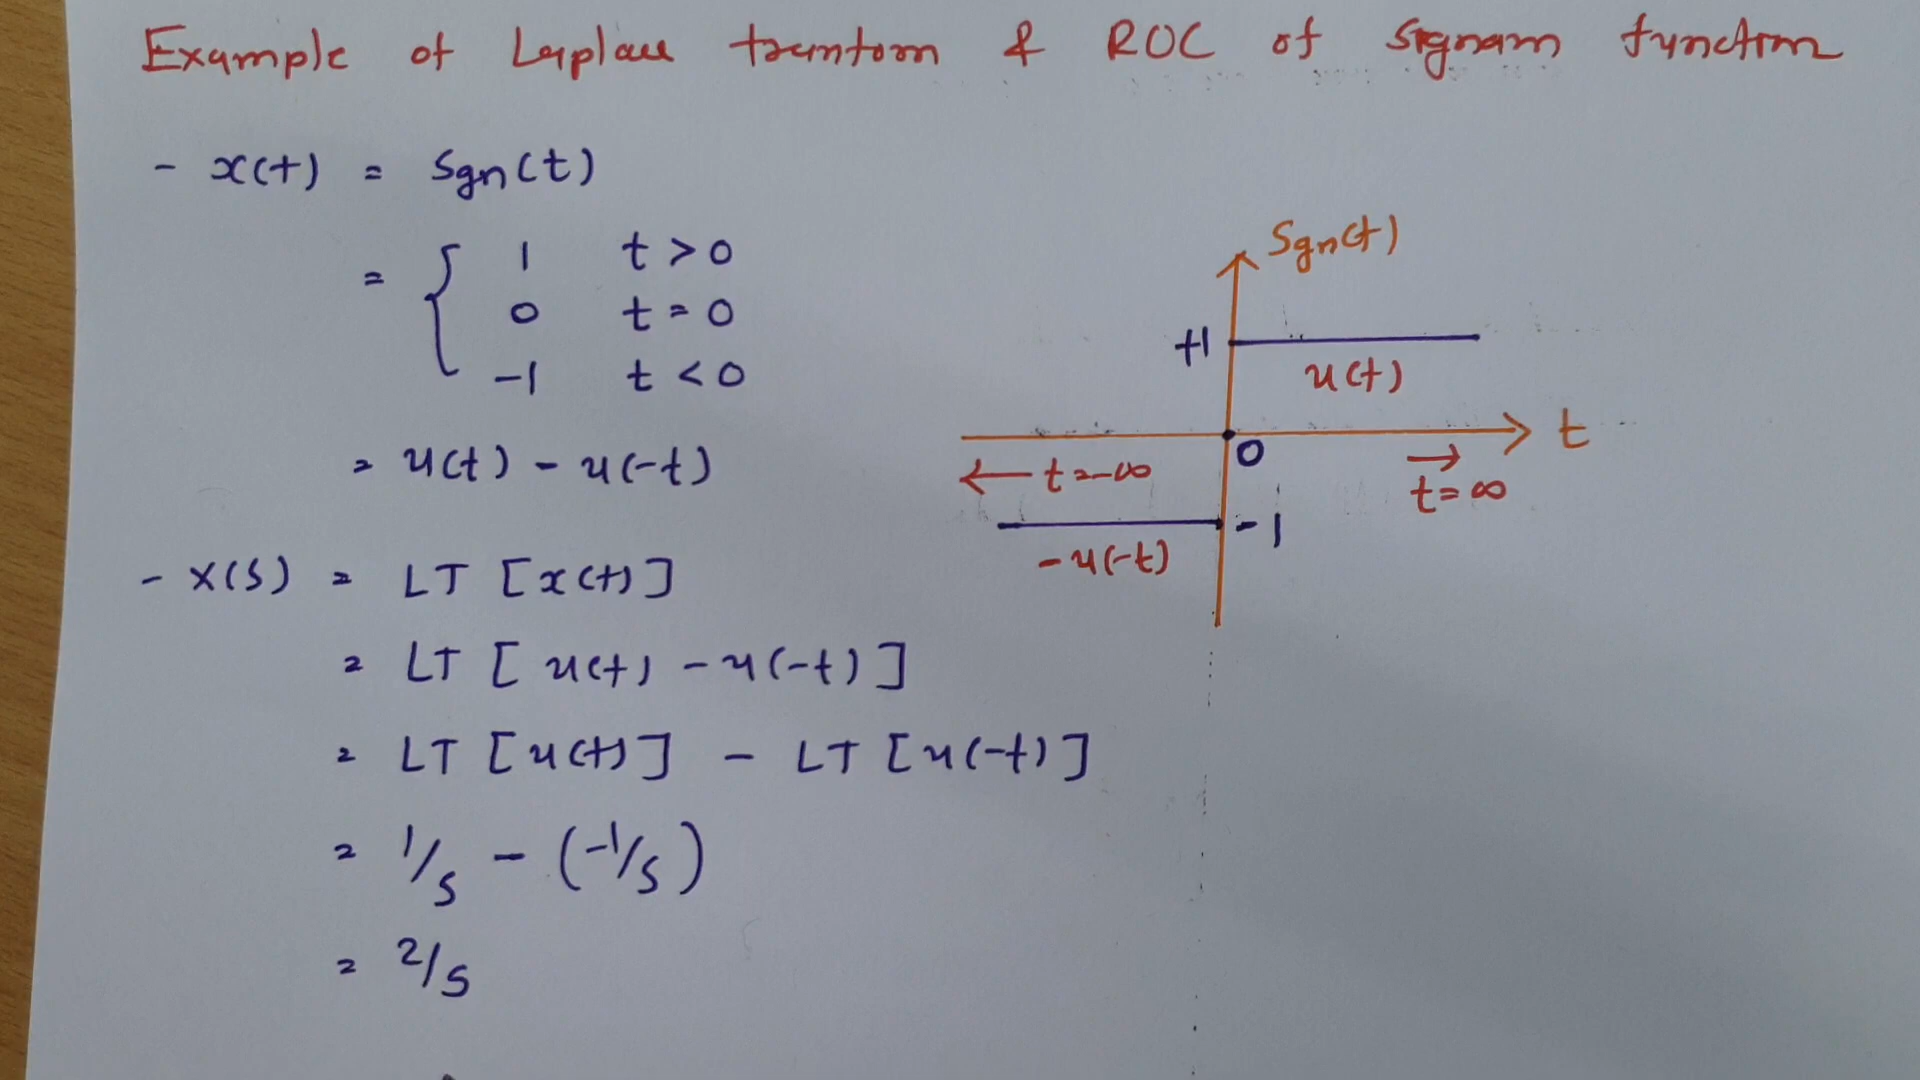 Example of Laplace transform & ROC of signum function
- x(t) = Sgn(t)
= { 1 t > 0
0 t = 0
-1 t < 0
= u(t) - u(-t)
- X(S) = LT [x(t)]
= LT [ u(t) - u(-t) ]
= LT [u(t)] - LT [u(-t)]
= 1/S - (-1/S)
= 2/S
Sgn(t)
+1
u(t)
t
0
← t=-∞
→
t=∞
-1
-u(-t)